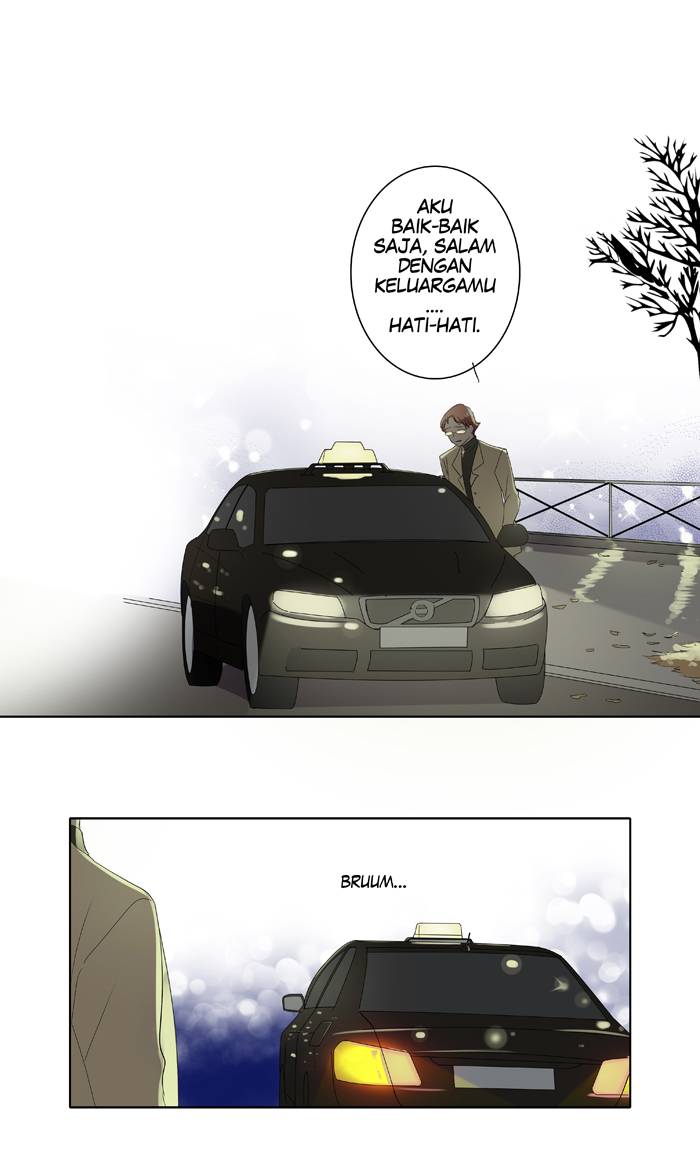 AKU
BAIK-BAIK
SAJA, SALAM
DENGAN
KELUARGAMU
....
HATI-HATI.
BRUUM...